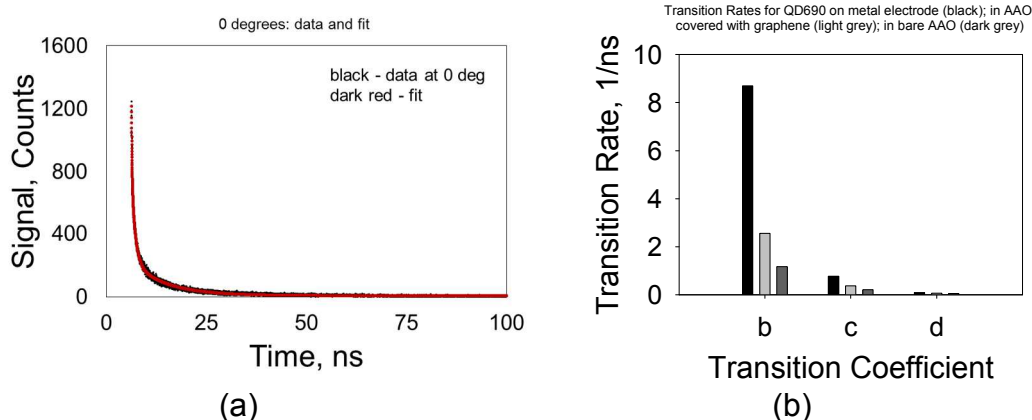 0 degrees: data and fit
1600
1200
800
400
0
Signal, Counts
black - data at 0 deg
dark red - fit
0
25
50
75
100
Time, ns
(a)
Transition Rates for QD690 on metal electrode (black); in AAO
covered with graphene (light grey); in bare AAO (dark grey)
10
8
6
4
2
0
Transition Rate, 1/ns
b
c
d
Transition Coefficient
(b)